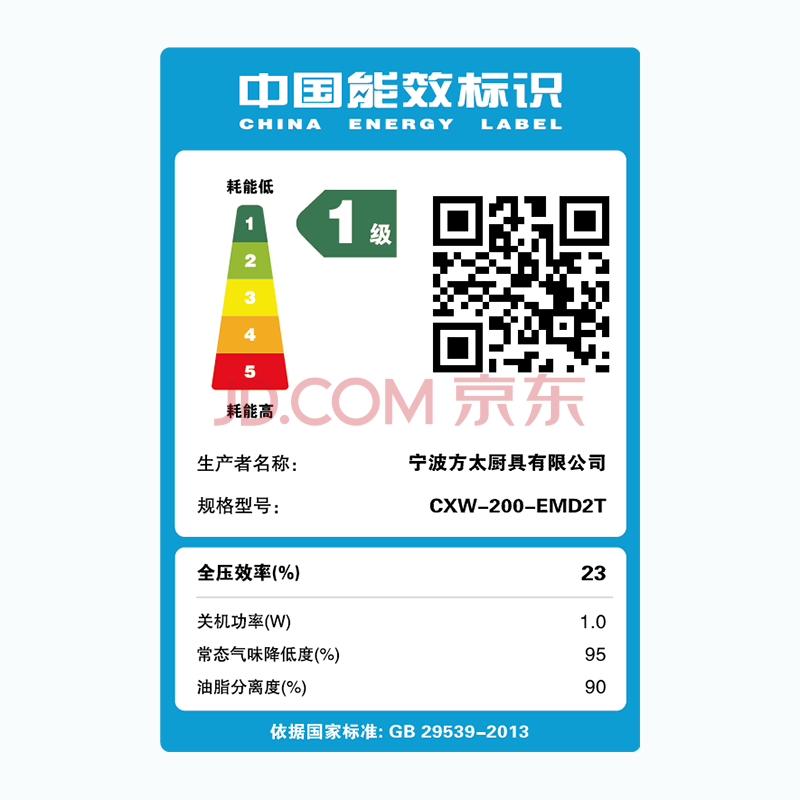 中国能效标识
CHINA ENERGY LABEL
耗能低
1
2
3
4
5
耗能高
1级
JD.COM 京东
生产者名称: 宁波方太厨具有限公司
规格型号: CXW-200-EMD2T
全压效率(%) 23
关机功率(W) 1.0
常态气味降低度(%) 95
油脂分离度(%) 90
依据国家标准: GB 29539-2013